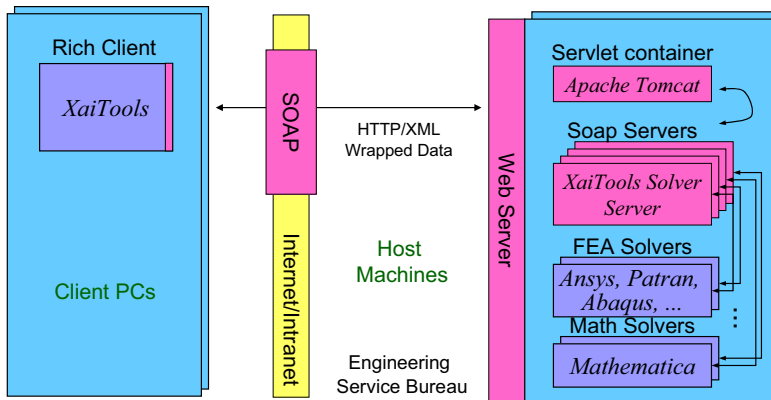 Rich Client
XaiTools
Client PCs
SOAP
Internet/Intranet
HTTP/XML
Wrapped Data
Host
Machines
Engineering
Service Bureau
Web Server
Servlet container
Apache Tomcat
Soap Servers
XaiTools Solver
Server
FEA Solvers
Ansys, Patran,
Abaqus, ...
...
Math Solvers
Mathematica